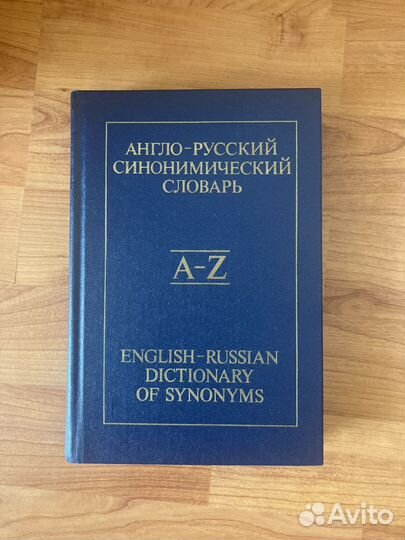 АНГЛО-РУССКИЙ
СИНОНИМИЧЕСКИЙ
СЛОВАРЬ
A-Z
ENGLISH-RUSSIAN
DICTIONARY
OF SYNONYMS
Avito